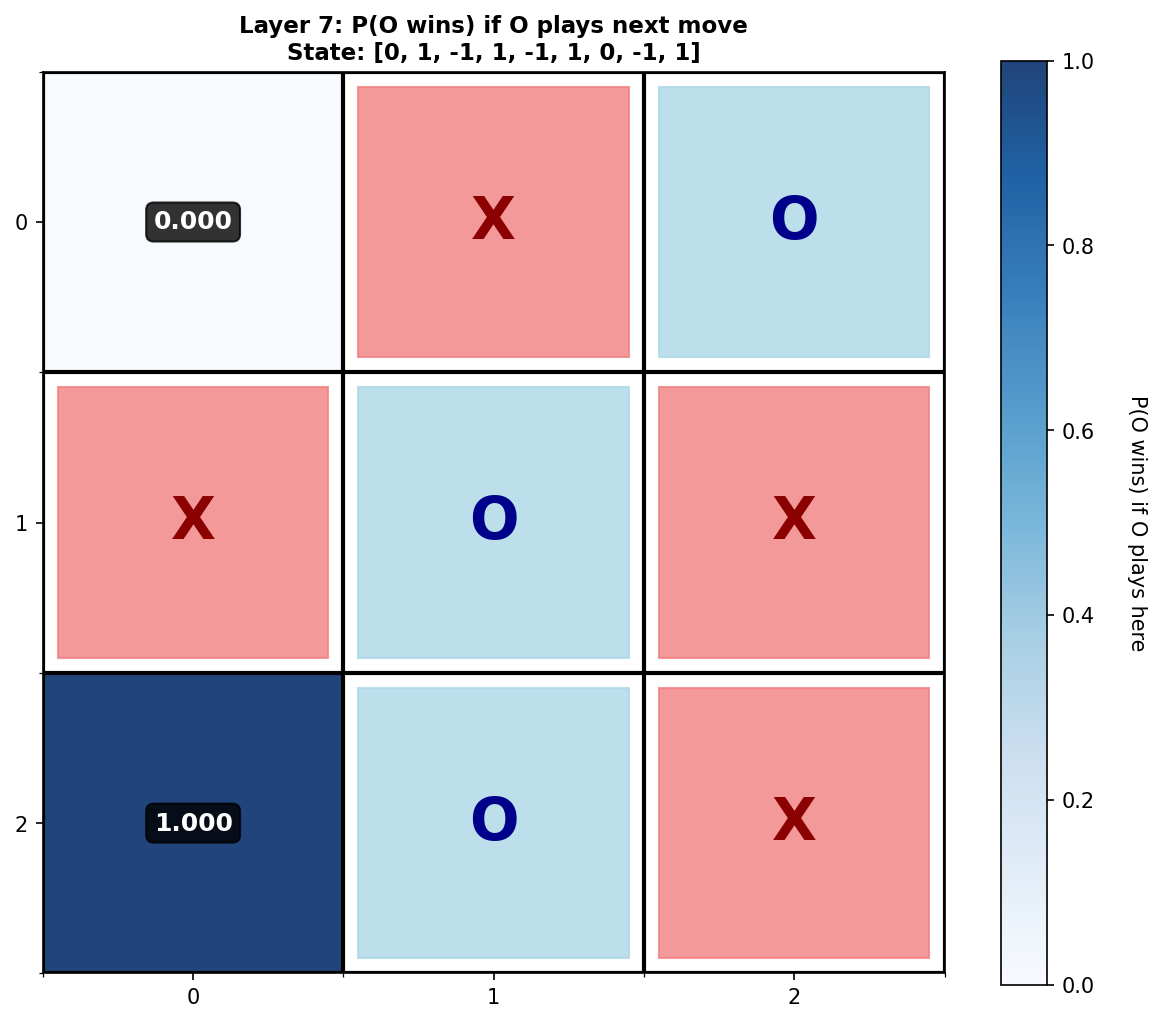 Layer 7: P(O wins) if O plays next move
State: [0, 1, -1, 1, -1, 1, 0, -1, 1]
0 0.000 X O
1 X O X
2 1.000 O X
0 1 2
1.0
0.8
0.6
0.4
0.2
0.0
P(O wins) if O plays here